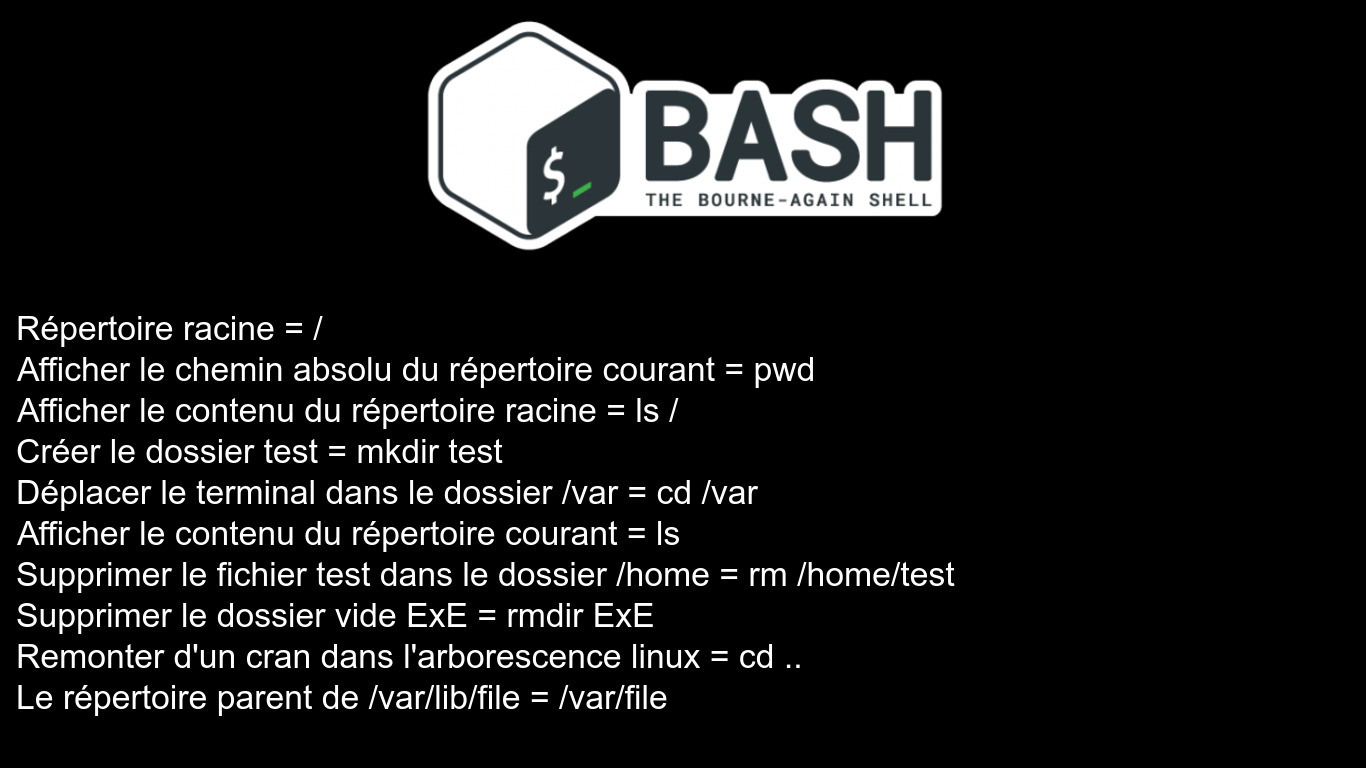 $_
BASH
THE BOURNE-AGAIN SHELL
Répertoire racine = /
Afficher le chemin absolu du répertoire courant = pwd
Afficher le contenu du répertoire racine = ls /
Créer le dossier test = mkdir test
Déplacer le terminal dans le dossier /var = cd /var
Afficher le contenu du répertoire courant = ls
Supprimer le fichier test dans le dossier /home = rm /home/test
Supprimer le dossier vide ExE = rmdir ExE
Remonter d'un cran dans l'arborescence linux = cd ..
Le répertoire parent de /var/lib/file = /var/file